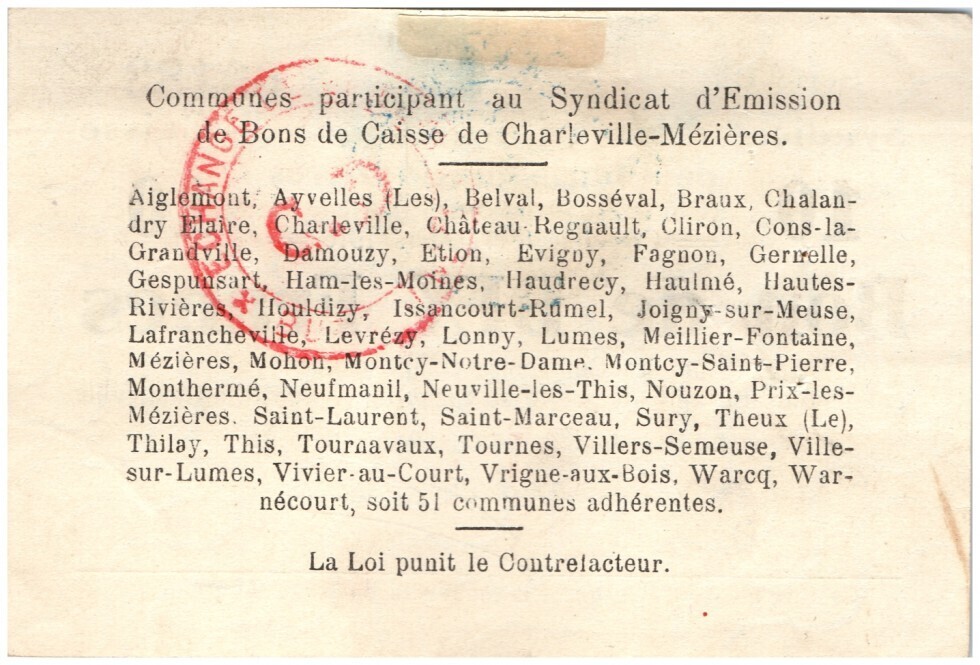 Communes participant au Syndicat d'Emission
de Bons de Caisse de Charleville-Mézières.
Aiglemont, Ayvelles (Les), Belval, Bosséval, Braux, Chalan-
dry Elaire, Charleville, Château-Regnault, Cliron, Cons-la-
Grandville, Damouzy, Etion, Evigny, Fagnon, Gernelle,
Gespunsart, Ham-les-Moines, Haudrecy, Haulmé, Hautes-
Rivières, Houldizy, Issancourt-Rumel, Joigny-sur-Meuse,
Lafrancheville, Levrézy, Lonny, Lumes, Meillier-Fontaine,
Mézières, Mohon, Montcy-Notre-Dame. Montcy-Saint-Pierre,
Monthermé, Neufmanil, Neuville-les-This, Nouzon, Prix-les-
Mézières. Saint-Laurent, Saint-Marceau, Sury, Theux (Le),
Thilay, This, Tournavaux, Tournes, Villers-Semeuse, Ville-
sur-Lumes, Vivier-au-Court, Vrigne-aux-Bois, Warcq, War-
nécourt, soit 51 communes adhérentes.
La Loi punit le Contrefacteur.